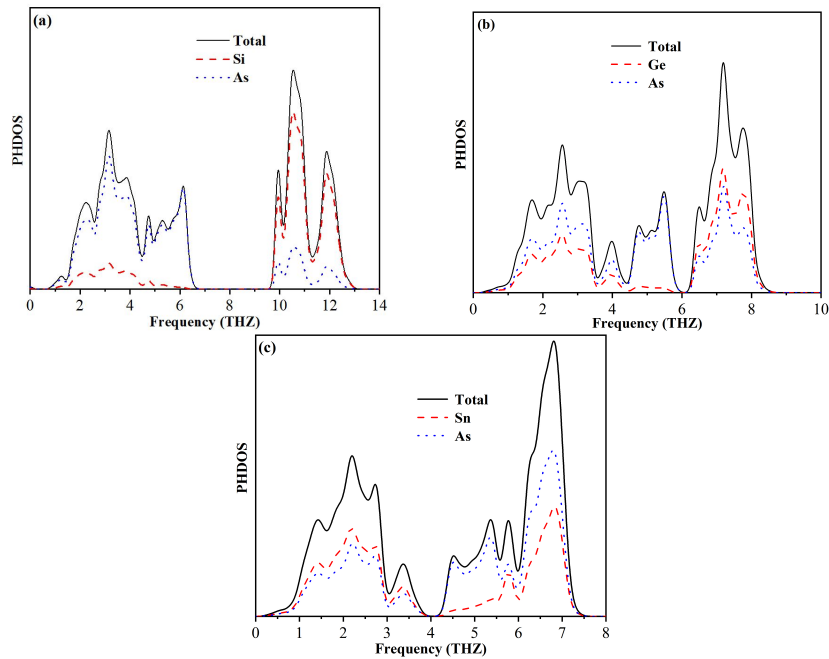 (a)
Total
Si
As
PHDOS
0 2 4 6 8 10 12 14
Frequency (THZ)
(b)
Total
Ge
As
PHDOS
0 2 4 6 8 10
Frequency (THZ)
(c)
Total
Sn
As
PHDOS
0 1 2 3 4 5 6 7 8
Frequency (THZ)